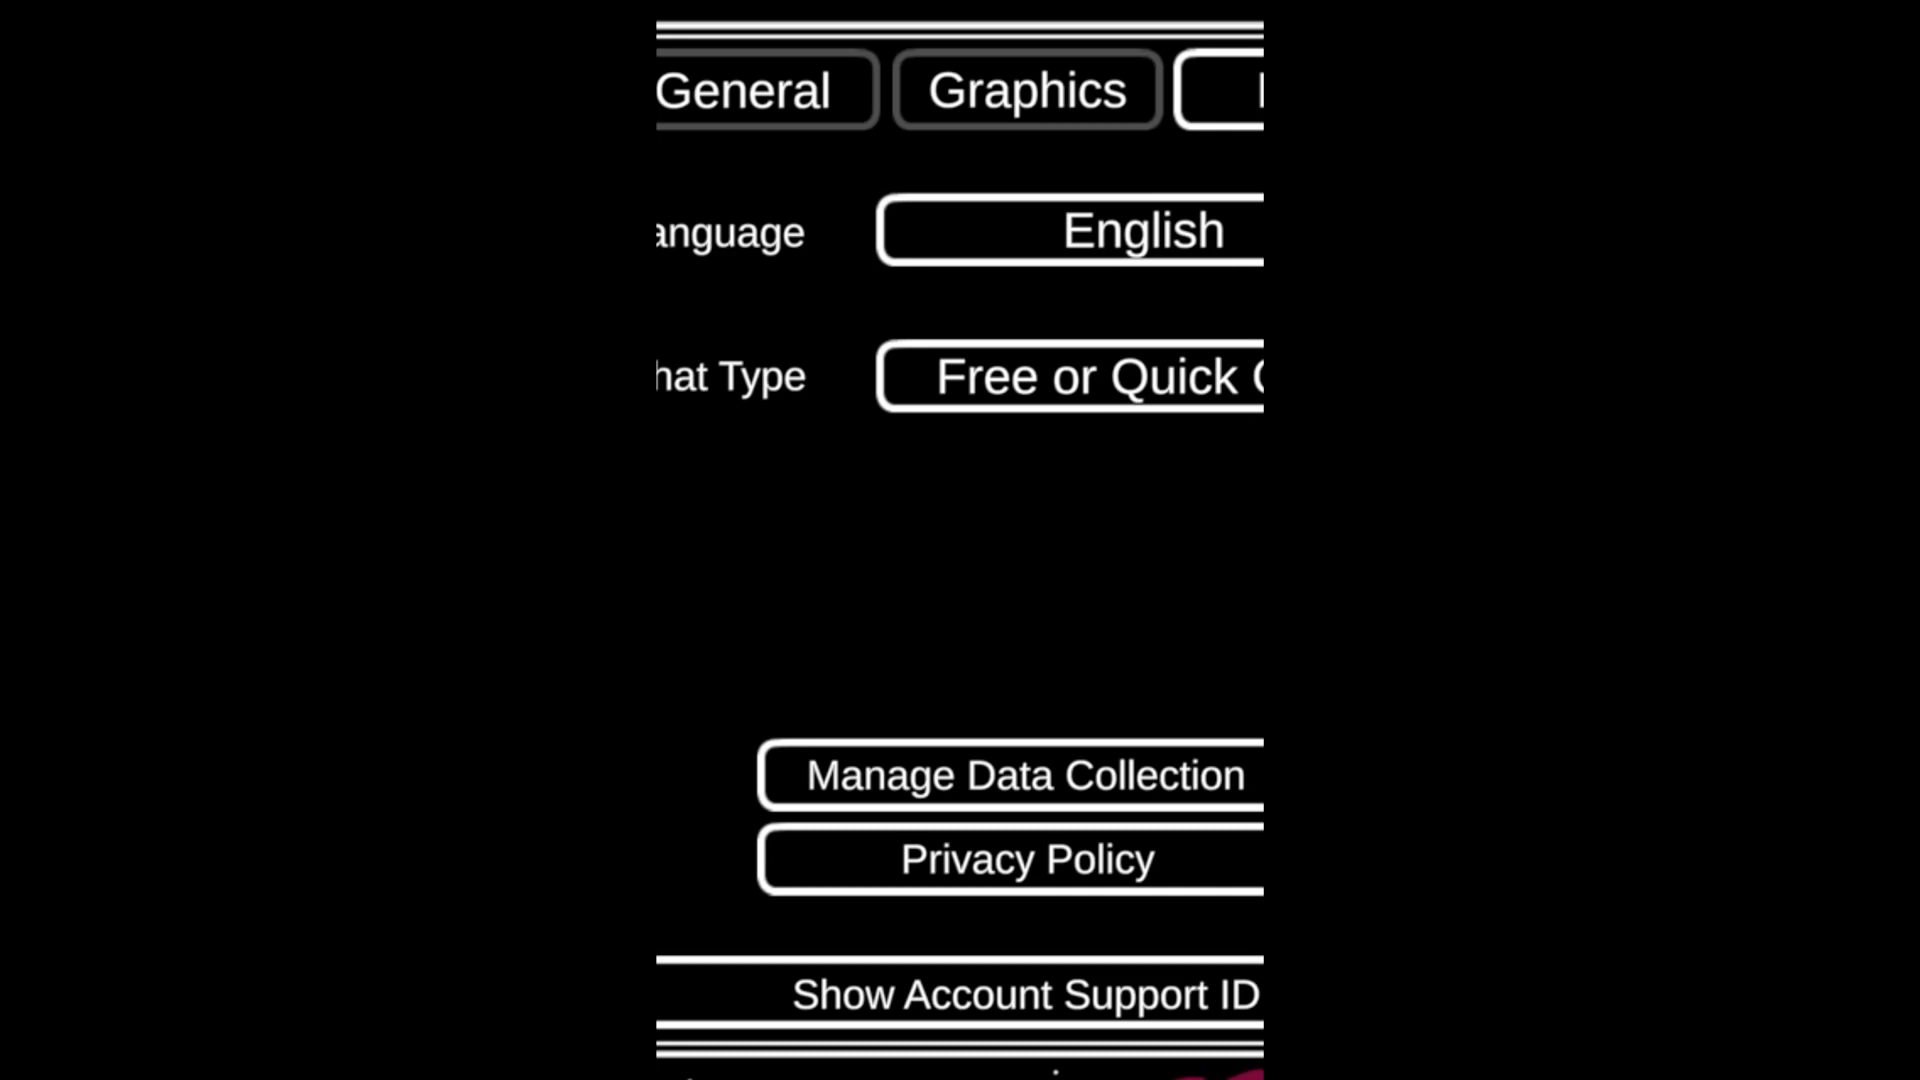 General Graphics
anguage English
hat Type Free or Quick
Manage Data Collection
Privacy Policy
Show Account Support ID